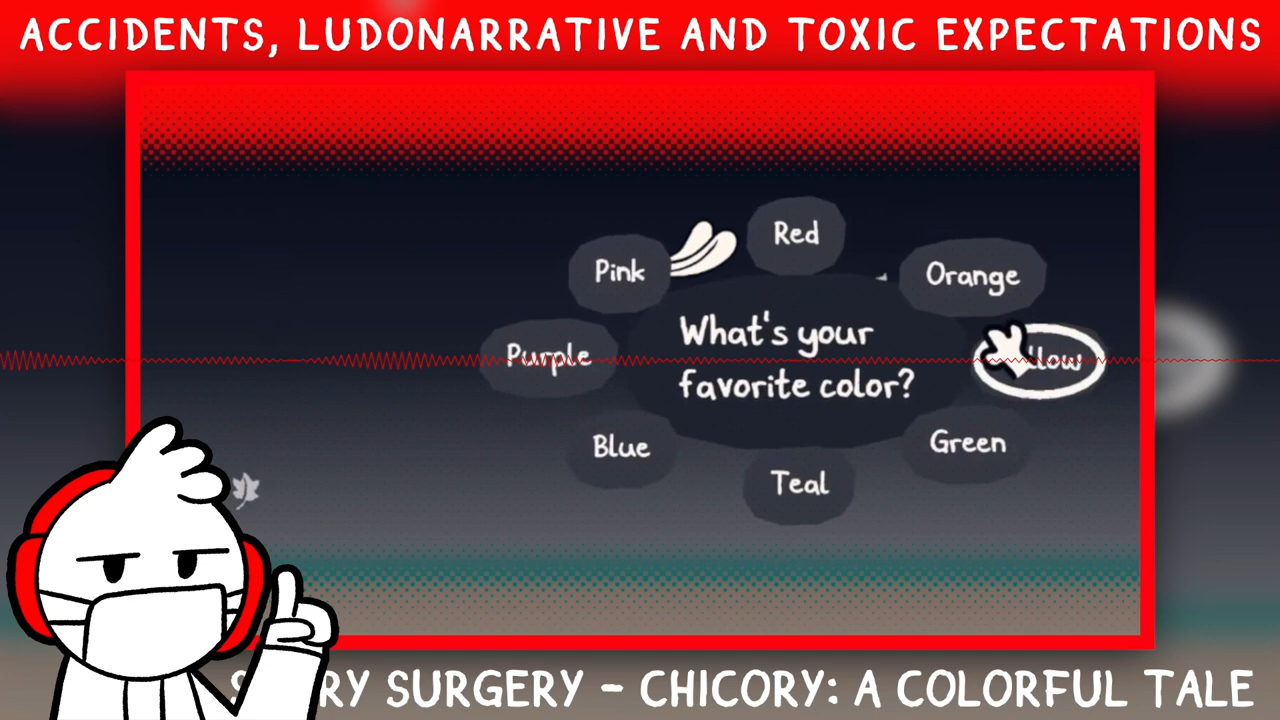 ACCIDENTS, LUDONARRATIVE AND TOXIC EXPECTATIONS
Red
Pink
Orange
What's your
favorite color?
Purple
Blue
Green
Teal
SURGERY - CHICORY: A COLORFUL TALE